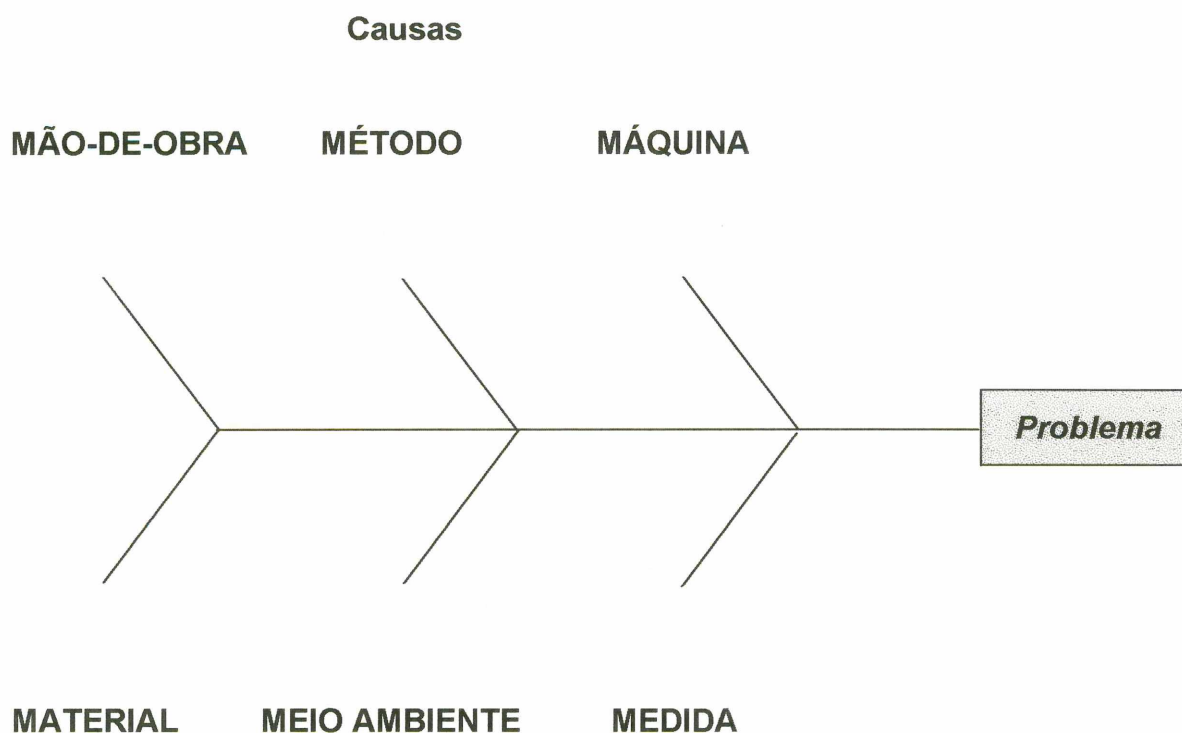 Causas
MÃO-DE-OBRA MÉTODO MÁQUINA
Problema
MATERIAL MEIO AMBIENTE MEDIDA